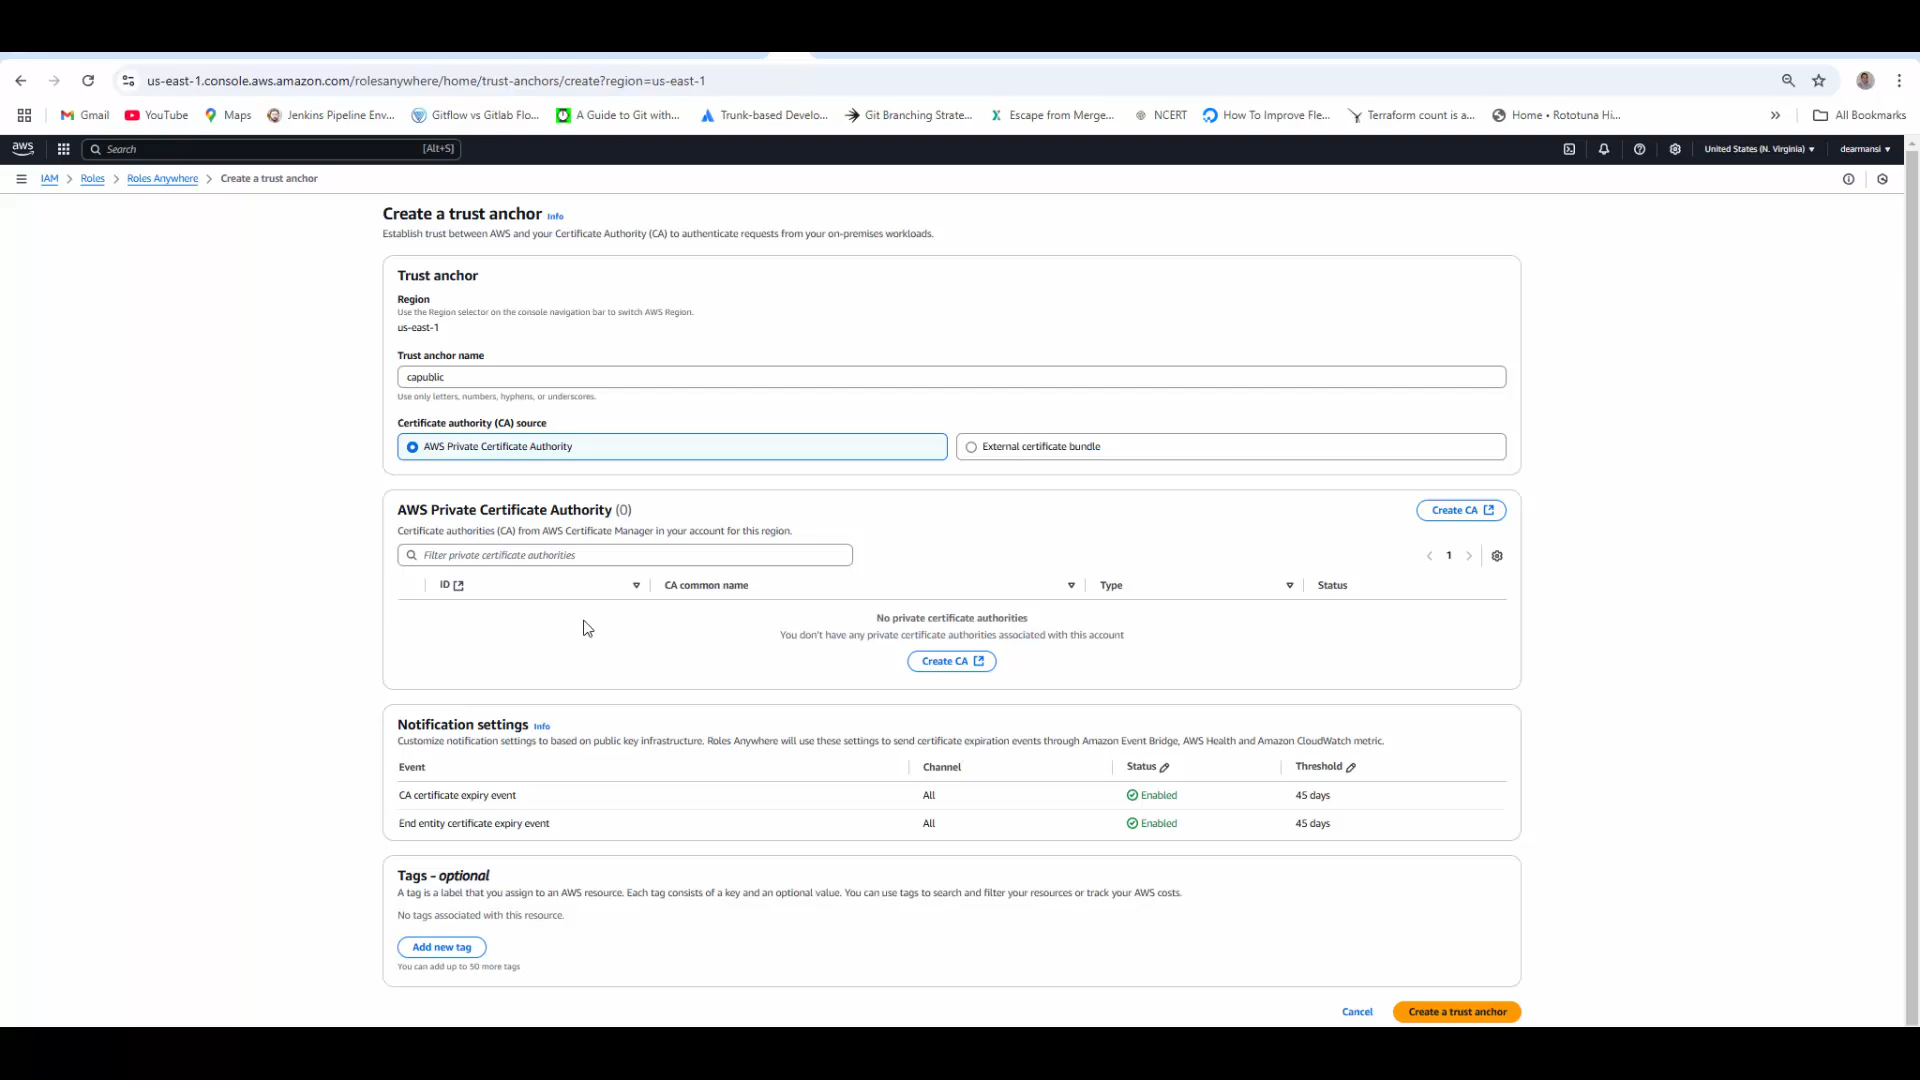 us-east-1.console.aws.amazon.com/rolesanywhere/home/trust-anchors/create?region=us-east-1
Gmail YouTube Maps Jenkins Pipeline Env... Gitflow vs Gitlab Flo... A Guide to Git with... Trunk-based Develo... Git Branching Strate... Escape from Merge... NCERT How To Improve Fle... Terraform count is a... Home • Rototuna Hi... » All Bookmarks
aws Search [Alt+S] United States (N. Virginia) dearmansi
IAM > Roles > Roles Anywhere > Create a trust anchor
Create a trust anchor Info
Establish trust between AWS and your Certificate Authority (CA) to authenticate requests from your on-premises workloads.
Trust anchor
Region
Use the Region selector on the console navigation bar to switch AWS Region.
us-east-1
Trust anchor name
capublic
Use only letters, numbers, hyphens, or underscores.
Certificate authority (CA) source
AWS Private Certificate Authority External certificate bundle
AWS Private Certificate Authority (0) Create CA
Certificate authorities (CA) from AWS Certificate Manager in your account for this region.
Filter private certificate authorities < 1 >
ID CA common name Type Status
No private certificate authorities
You don't have any private certificate authorities associated with this account
Create CA
Notification settings Info
Customize notification settings to based on public key infrastructure. Roles Anywhere will use these settings to send certificate expiration events through Amazon Event Bridge, AWS Health and Amazon CloudWatch metric.
Event Channel Status Threshold
CA certificate expiry event All Enabled 45 days
End entity certificate expiry event All Enabled 45 days
Tags - optional
A tag is a label that you assign to an AWS resource. Each tag consists of a key and an optional value. You can use tags to search and filter your resources or track your AWS costs.
No tags associated with this resource.
Add new tag
You can add up to 50 more tags
Cancel Create a trust anchor